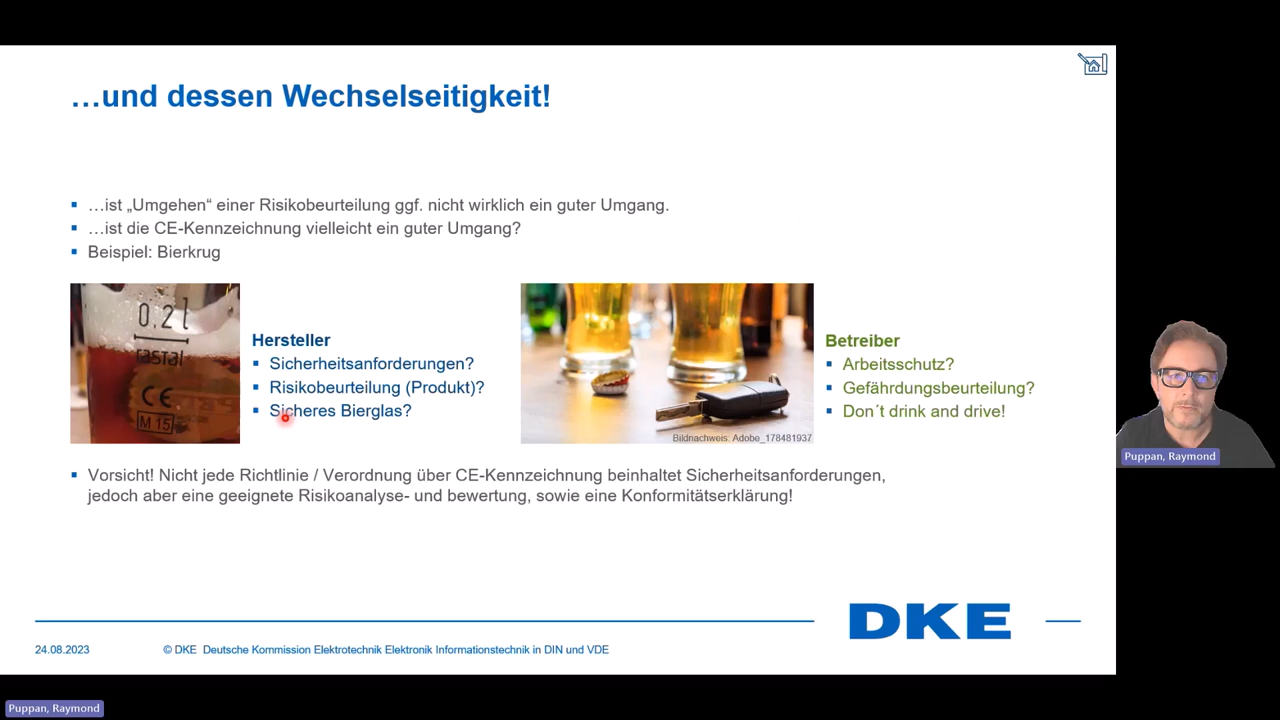 …und dessen Wechselseitigkeit!
…ist „Umgehen“ einer Risikobeurteilung ggf. nicht wirklich ein guter Umgang.
…ist die CE-Kennzeichnung vielleicht ein guter Umgang?
Beispiel: Bierkrug
0.2 l
rastal
CE
M 15
Hersteller
Sicherheitsanforderungen?
Risikobeurteilung (Produkt)?
Sicheres Bierglas?
Bildnachweis: Adobe_178481937
Betreiber
Arbeitsschutz?
Gefährdungsbeurteilung?
Don´t drink and drive!
Vorsicht! Nicht jede Richtlinie / Verordnung über CE-Kennzeichnung beinhaltet Sicherheitsanforderungen,
jedoch aber eine geeignete Risikoanalyse- und bewertung, sowie eine Konformitätserklärung!
DKE
24.08.2023
© DKE Deutsche Kommission Elektrotechnik Elektronik Informationstechnik in DIN und VDE
Puppan, Raymond
Puppan, Raymond